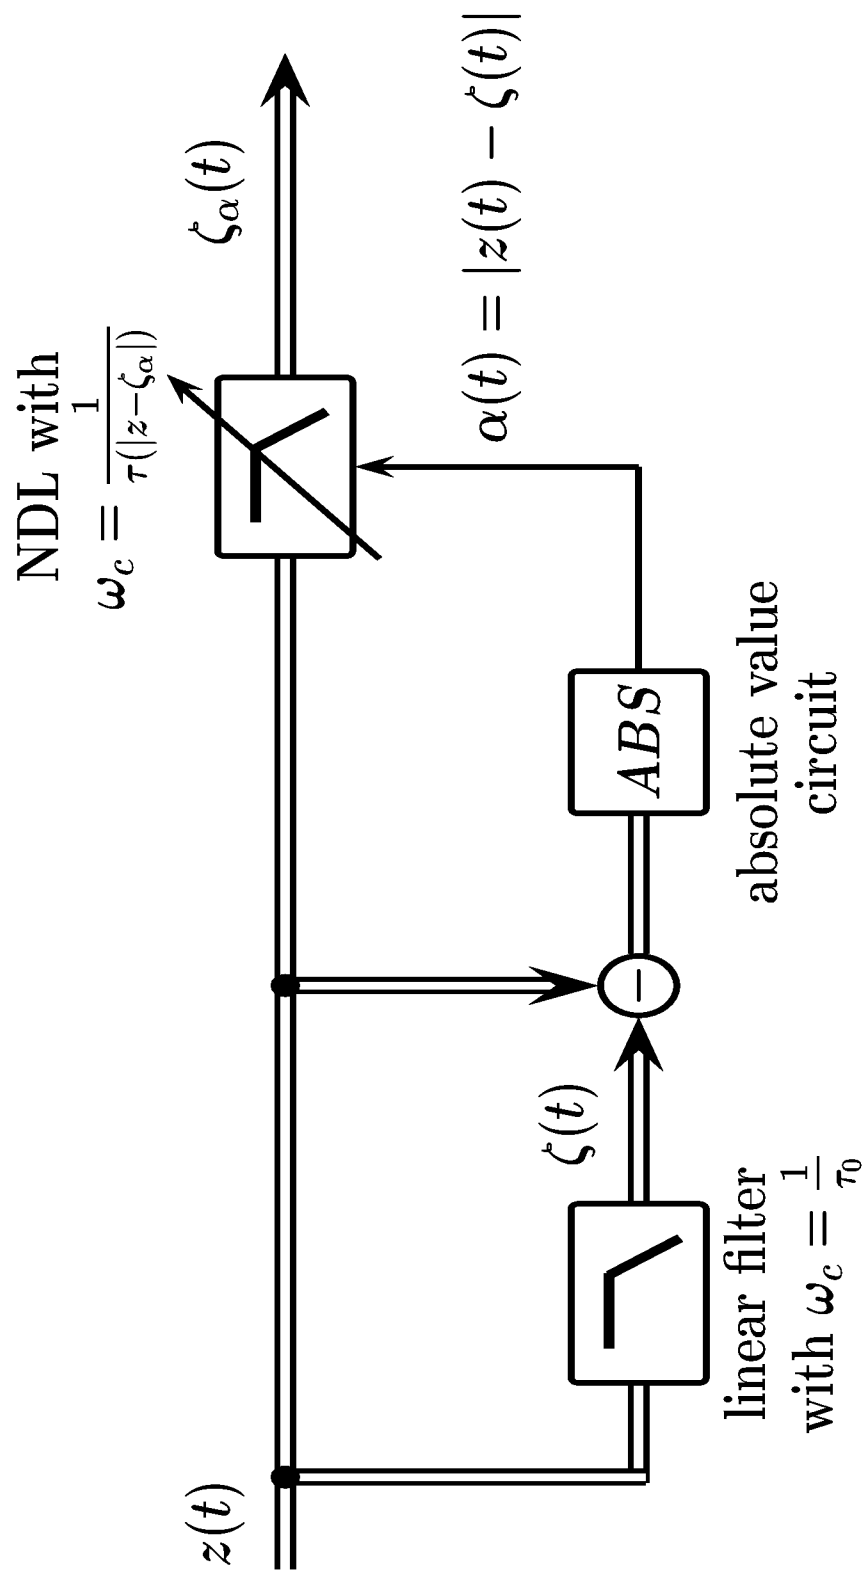 z(t)
NDL with
ω_c = 1/τ(|z−ζ_α|)
ζ_α(t)
α(t) = |z(t) − ζ(t)|
ζ(t)
−
ABS
linear filter
with ω_c = 1/τ_0
absolute value
circuit